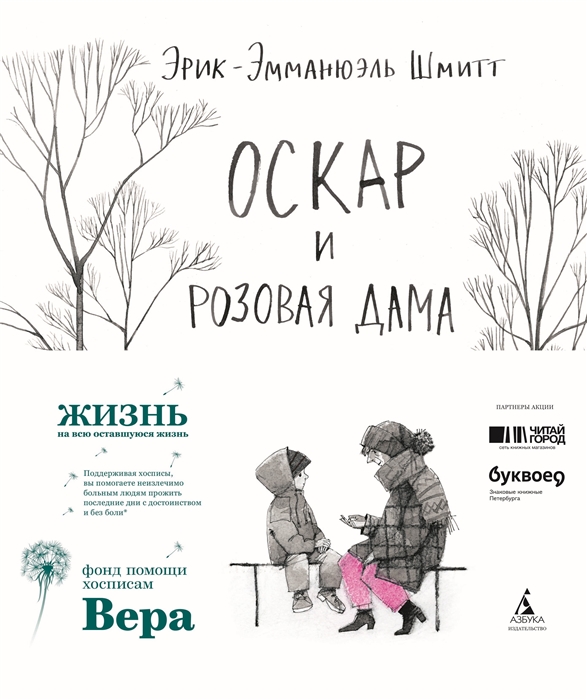 Эрик-Эммануэль Шмитт
ОСКАР
И
РОЗОВАЯ ДАМА
ЖИЗНЬ
НА ВСЮ ОСТАВШУЮСЯ ЖИЗНЬ
Поддерживая хосписы,
вы помогаете неизлечимо
больным людям прожить
последние дни с достоинством
и без боли*
ФОНД ПОМОЩИ
ХОСПИСАМ
Вера
ПАРТНЕРЫ АКЦИИ
ЧИТАЙ
ГОРОД
сеть книжных магазинов
буквоед
Знаковые книжные
Петербурга
АЗБУКА
ИЗДАТЕЛЬСТВО